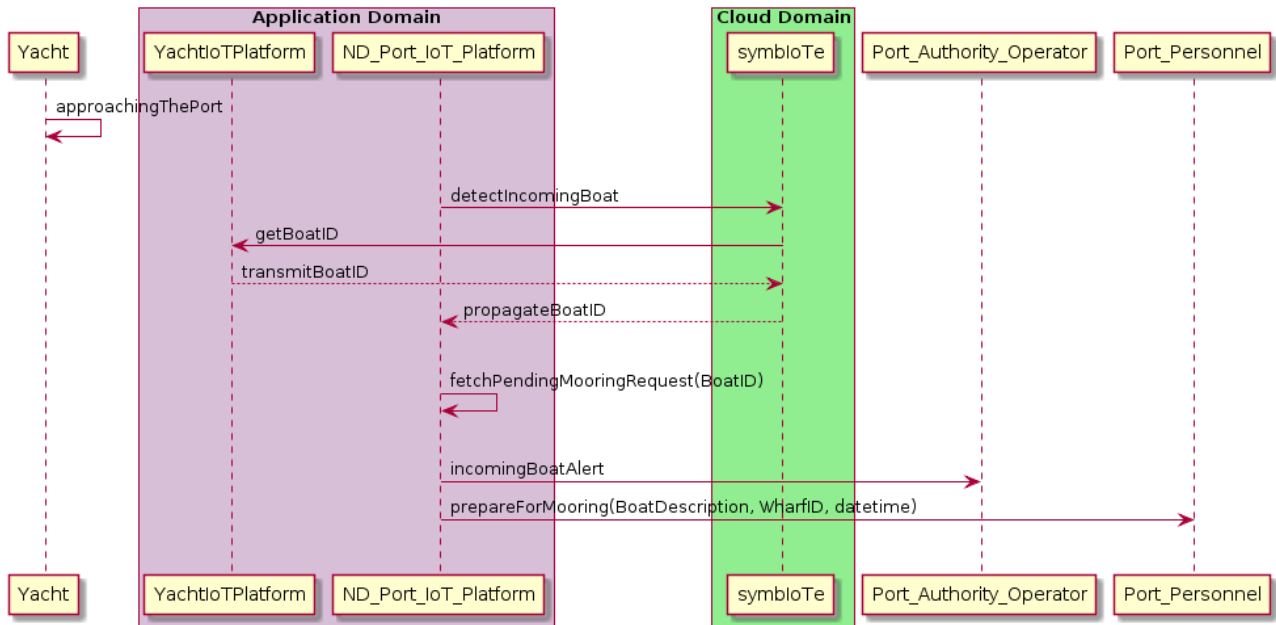 Application Domain
Cloud Domain
Yacht
YachtIoTPlatform
ND_Port_IoT_Platform
symbIoTe
Port_Authority_Operator
Port_Personnel
approachingThePort
detectIncomingBoat
getBoatID
transmitBoatID
propagateBoatID
fetchPendingMooringRequest(BoatID)
incomingBoatAlert
prepareForMooring(BoatDescription, WharfID, datetime)
Yacht
YachtIoTPlatform
ND_Port_IoT_Platform
symbIoTe
Port_Authority_Operator
Port_Personnel